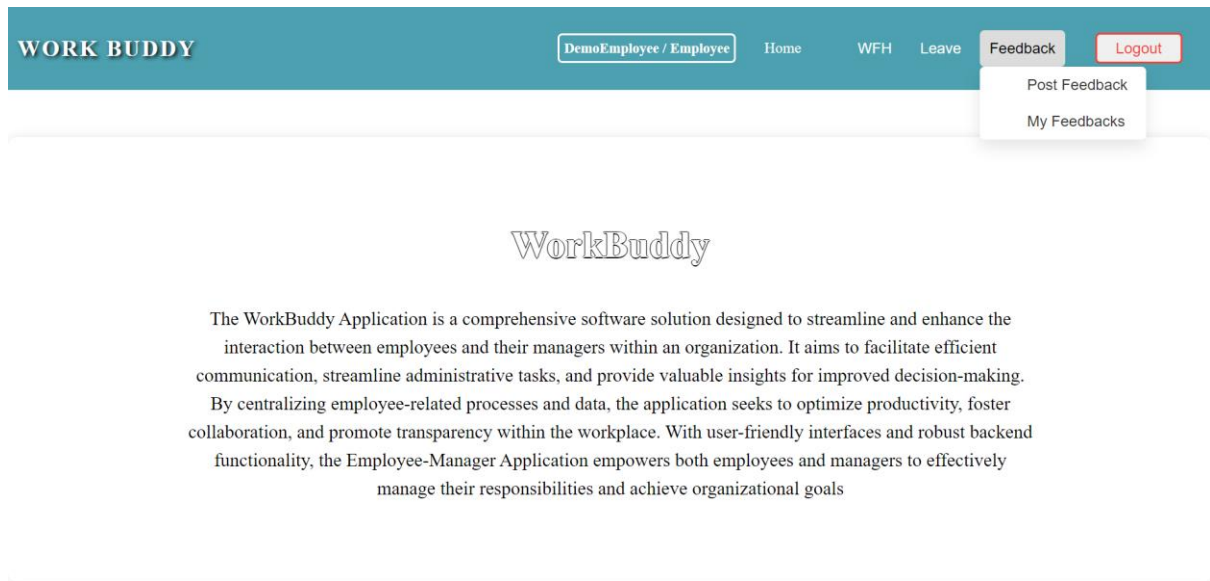 WORK BUDDY
DemoEmployee / Employee
Home
WFH
Leave
Feedback
Logout
Post Feedback
My Feedbacks
WorkBuddy
The WorkBuddy Application is a comprehensive software solution designed to streamline and enhance the
interaction between employees and their managers within an organization. It aims to facilitate efficient
communication, streamline administrative tasks, and provide valuable insights for improved decision-making.
By centralizing employee-related processes and data, the application seeks to optimize productivity, foster
collaboration, and promote transparency within the workplace. With user-friendly interfaces and robust backend
functionality, the Employee-Manager Application empowers both employees and managers to effectively
manage their responsibilities and achieve organizational goals